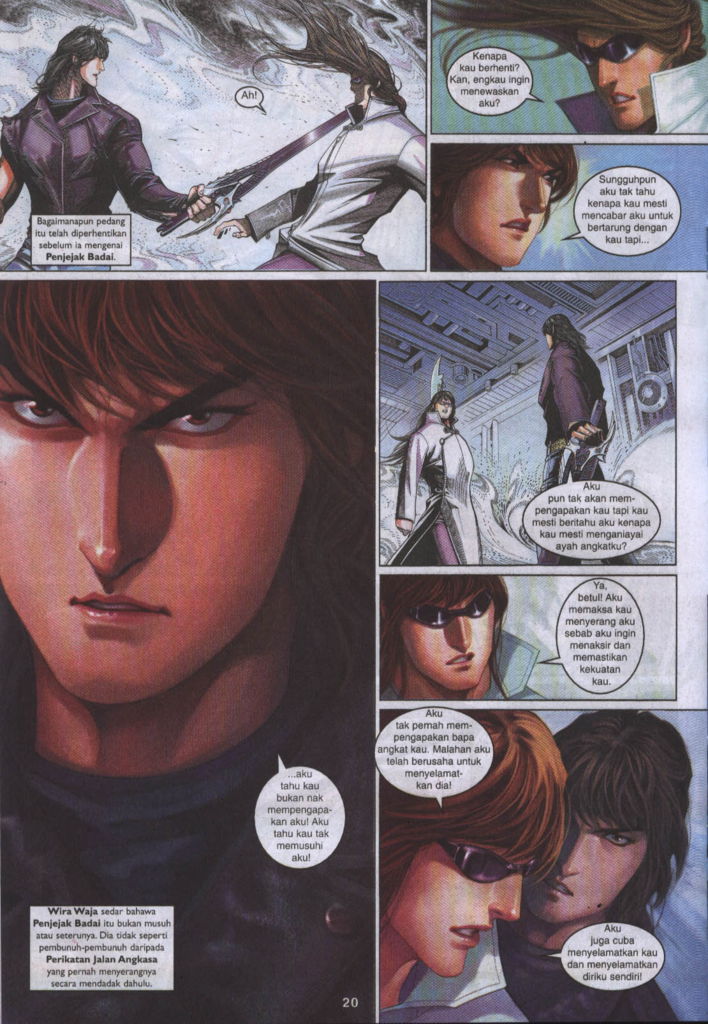 Ah!
Bagaimanapun pedang
itu telah diperhentikan
sebelum ia mengenai
Penjejak Badai.
Kenapa
kau berhenti?
Kan, engkau ingin
menewaskan
aku?
Sungguhpun
aku tak tahu
kenapa kau mesti
mencabar aku untuk
bertarung dengan
kau tapi...
...aku
tahu kau
bukan nak
mempengapa-
kan aku! Aku
tahu kau tak
memusuhi
aku!
Wira Waja sedar bahawa
Penjejak Badai itu bukan musuh
atau seterunya. Dia tidak seperti
pembunuh-pembunuh daripada
Perikatan Jalan Angkasa
yang pernah menyerangnya
secara mendadak dahulu.
Aku
pun tak akan mem-
pengapakan kau tapi kau
mesti beritahu aku kenapa
kau mesti menganiayai
ayah angkatku?
Ya,
betul! Aku
memaksa kau
menyerang aku
sebab aku ingin
menaksir dan
memastikan
kekuatan
kau.
Aku
tak pernah mem-
pengapakan bapa
angkat kau. Malahan aku
telah berusaha untuk
menyelamat-
kan dia!
Aku
juga cuba
menyelamatkan kau
dan menyelamatkan
diriku sendiri!
20